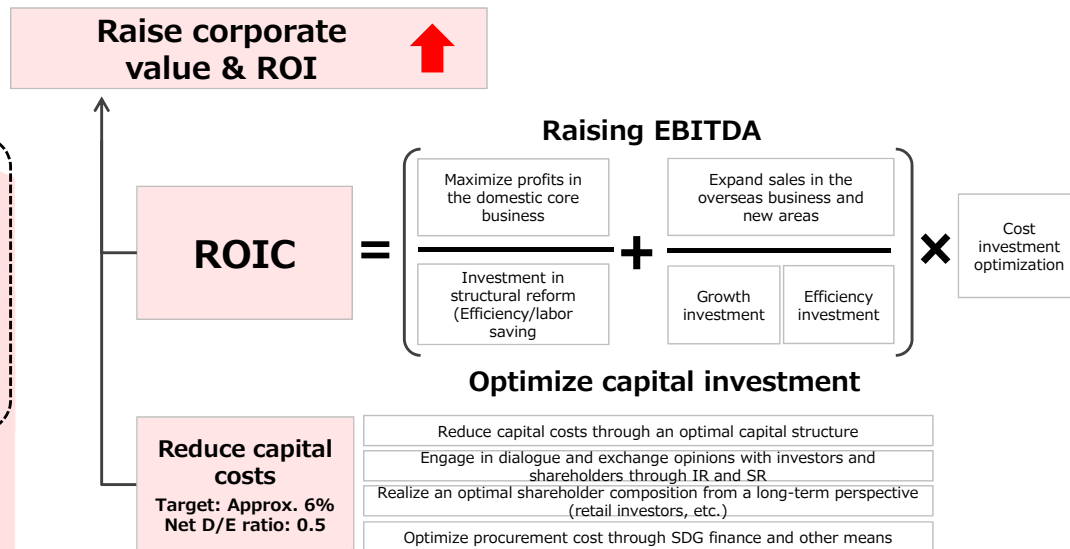 Raise corporate
value & ROI
Raising EBITDA
ROIC
=
Maximize profits in
the domestic core
business
Investment in
structural reform
(Efficiency/labor
saving
+
Expand sales in the
overseas business and
new areas
Growth
investment
Efficiency
investment
×
Cost
investment
optimization
Optimize capital investment
Reduce capital
costs
Target: Approx. 6%
Net D/E ratio: 0.5
Reduce capital costs through an optimal capital structure
Engage in dialogue and exchange opinions with investors and
shareholders through IR and SR
Realize an optimal shareholder composition from a long-term perspective
(retail investors, etc.)
Optimize procurement cost through SDG finance and other means